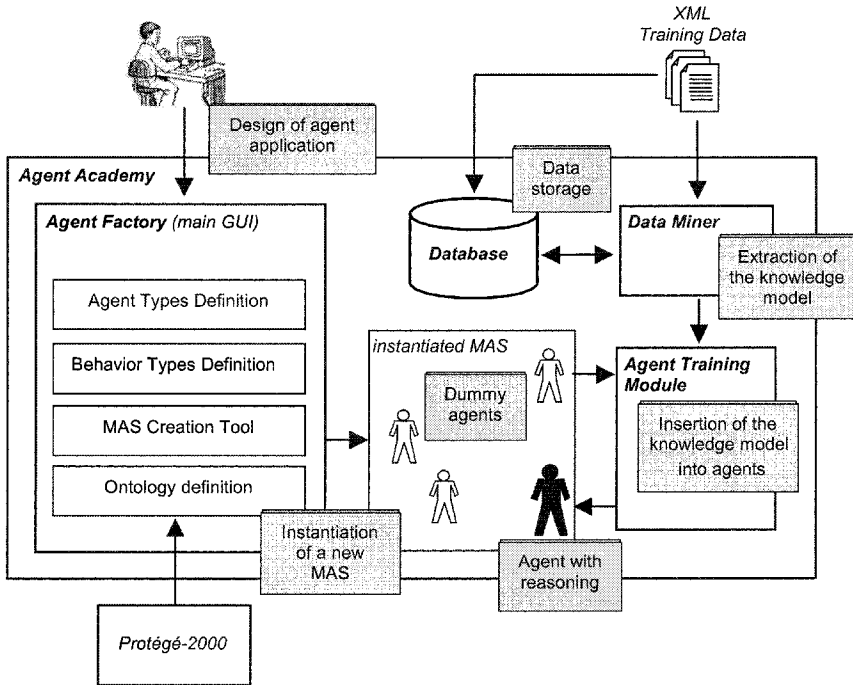 XML
Training Data
Design of agent
application
Agent Academy
Data
storage
Agent Factory (main GUI)
Database
Data Miner
Extraction of
the knowledge
model
Agent Types Definition
Behavior Types Definition
MAS Creation Tool
Ontology definition
instantiated MAS
Dummy
agents
Agent Training
Module
Insertion of the
knowledge model
into agents
Instantiation
of a new
MAS
Agent with
reasoning
Protégé-2000